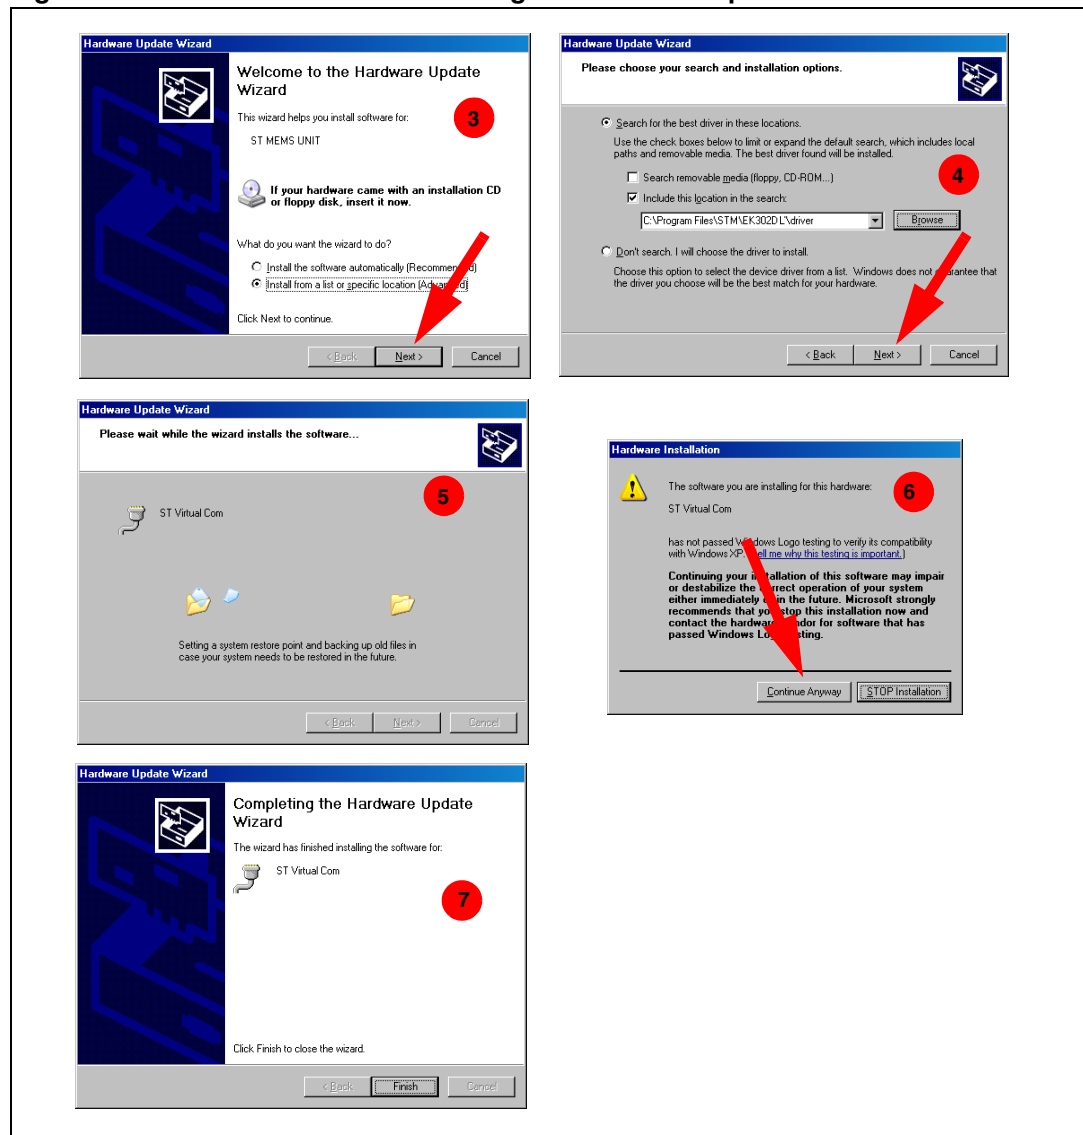 Hardware Update Wizard
Welcome to the Hardware Update
Wizard
This wizard helps you install software for:
3
ST MEMS UNIT
If your hardware came with an installation CD
or floppy disk, insert it now.
What do you want the wizard to do?
Install the software automatically (Recommended)
Install from a list or specific location (Advanced)
Click Next to continue.
< Back
Next >
Cancel
Hardware Update Wizard
Please choose your search and installation options.
Search for the best driver in these locations.
Use the check boxes below to limit or expand the default search, which includes local
paths and removable media. The best driver found will be installed.
4
Search removable media (floppy, CD-ROM...)
Include this location in the search:
C:\Program Files\STM\EK302DL\driver
Browse
Don't search. I will choose the driver to install.
Choose this option to select the device driver from a list. Windows does not guarantee that
the driver you choose will be the best match for your hardware.
< Back
Next >
Cancel
Hardware Update Wizard
Please wait while the wizard installs the software...
5
ST Virtual Com
Setting a system restore point and backing up old files in
case your system needs to be restored in the future.
< Back
Next >
Cancel
Hardware Installation
The software you are installing for this hardware:
6
ST Virtual Com
has not passed Windows Logo testing to verify its compatibility
with Windows XP. (Tell me why this testing is important.)
Continuing your installation of this software may impair
or destabilize the correct operation of your system
either immediately or in the future. Microsoft strongly
recommends that you stop this installation now and
contact the hardware vendor for software that has
passed Windows Logo testing.
Continue Anyway
STOP Installation
Hardware Update Wizard
Completing the Hardware Update
Wizard
The wizard has finished installing the software for:
ST Virtual Com
7
Click Finish to close the wizard.
< Back
Finish
Cancel